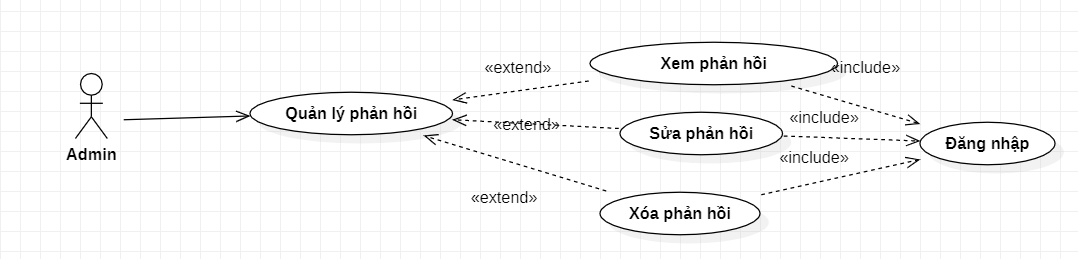 Admin
Quản lý phản hồi
«extend»
Xem phản hồi
«include»
«extend»
Sửa phản hồi
«include»
Đăng nhập
«extend»
Xóa phản hồi
«include»